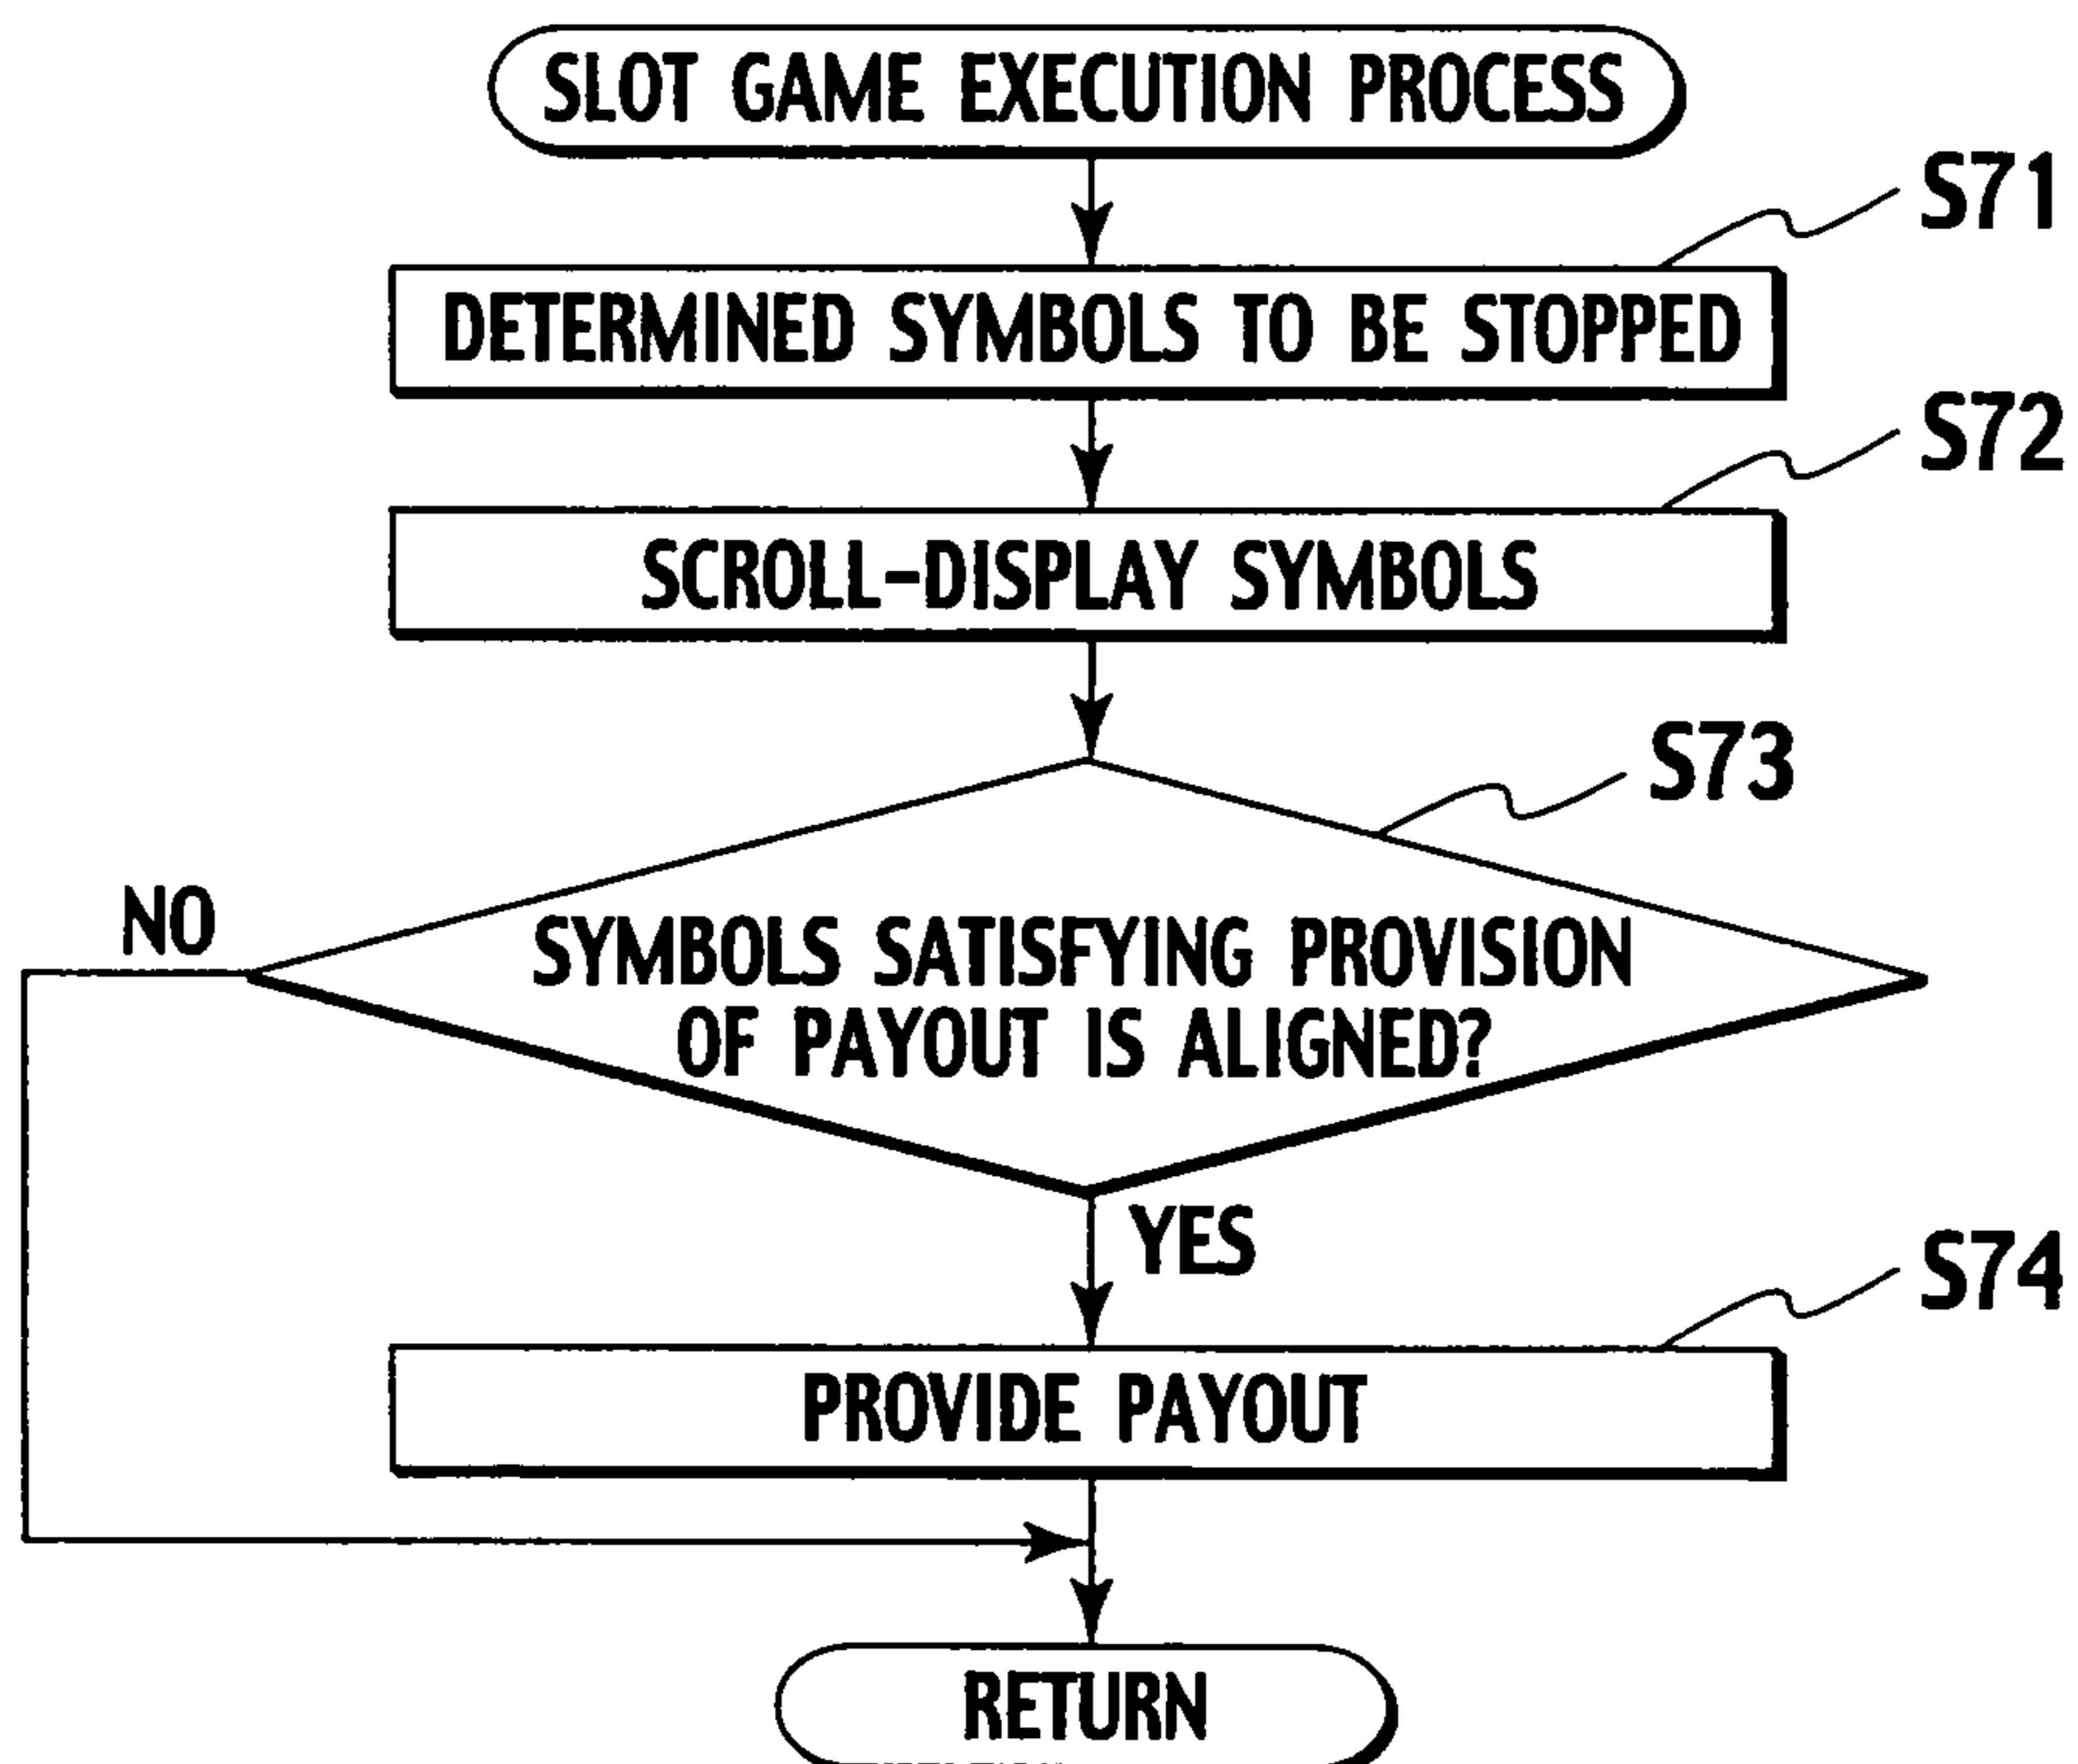 SLOT GAME EXECUTION PROCESS
S71
DETERMINED SYMBOLS TO BE STOPPED
S72
SCROLL-DISPLAY SYMBOLS
S73
NO
SYMBOLS SATISFYING PROVISION
OF PAYOUT IS ALIGNED?
YES
S74
PROVIDE PAYOUT
RETURN